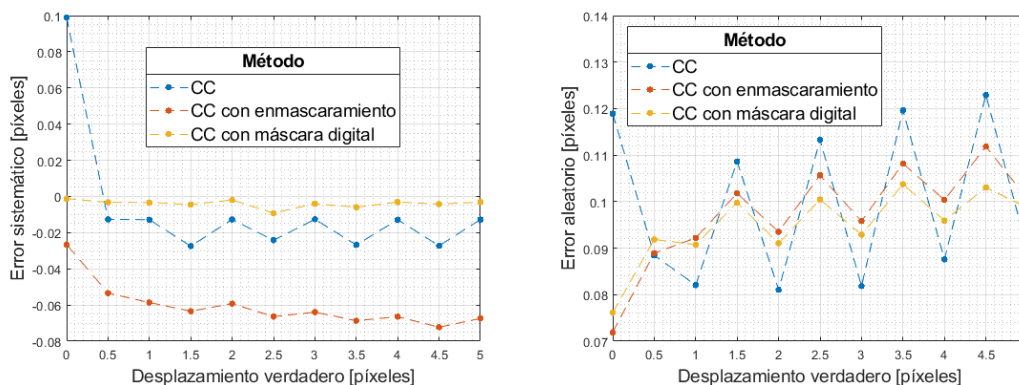 0.1
0.08
0.06
0.04
0.02
0
-0.02
-0.04
-0.06
-0.08
Error sistemático [píxeles]
Método
CC
CC con enmascaramiento
CC con máscara digital
0 0.5 1 1.5 2 2.5 3 3.5 4 4.5 5
Desplazamiento verdadero [píxeles]
0.14
0.13
0.12
0.11
0.1
0.09
0.08
0.07
Error aleatorio [píxeles]
Método
CC
CC con enmascaramiento
CC con máscara digital
0 0.5 1 1.5 2 2.5 3 3.5 4 4.5
Desplazamiento verdadero [píxeles]